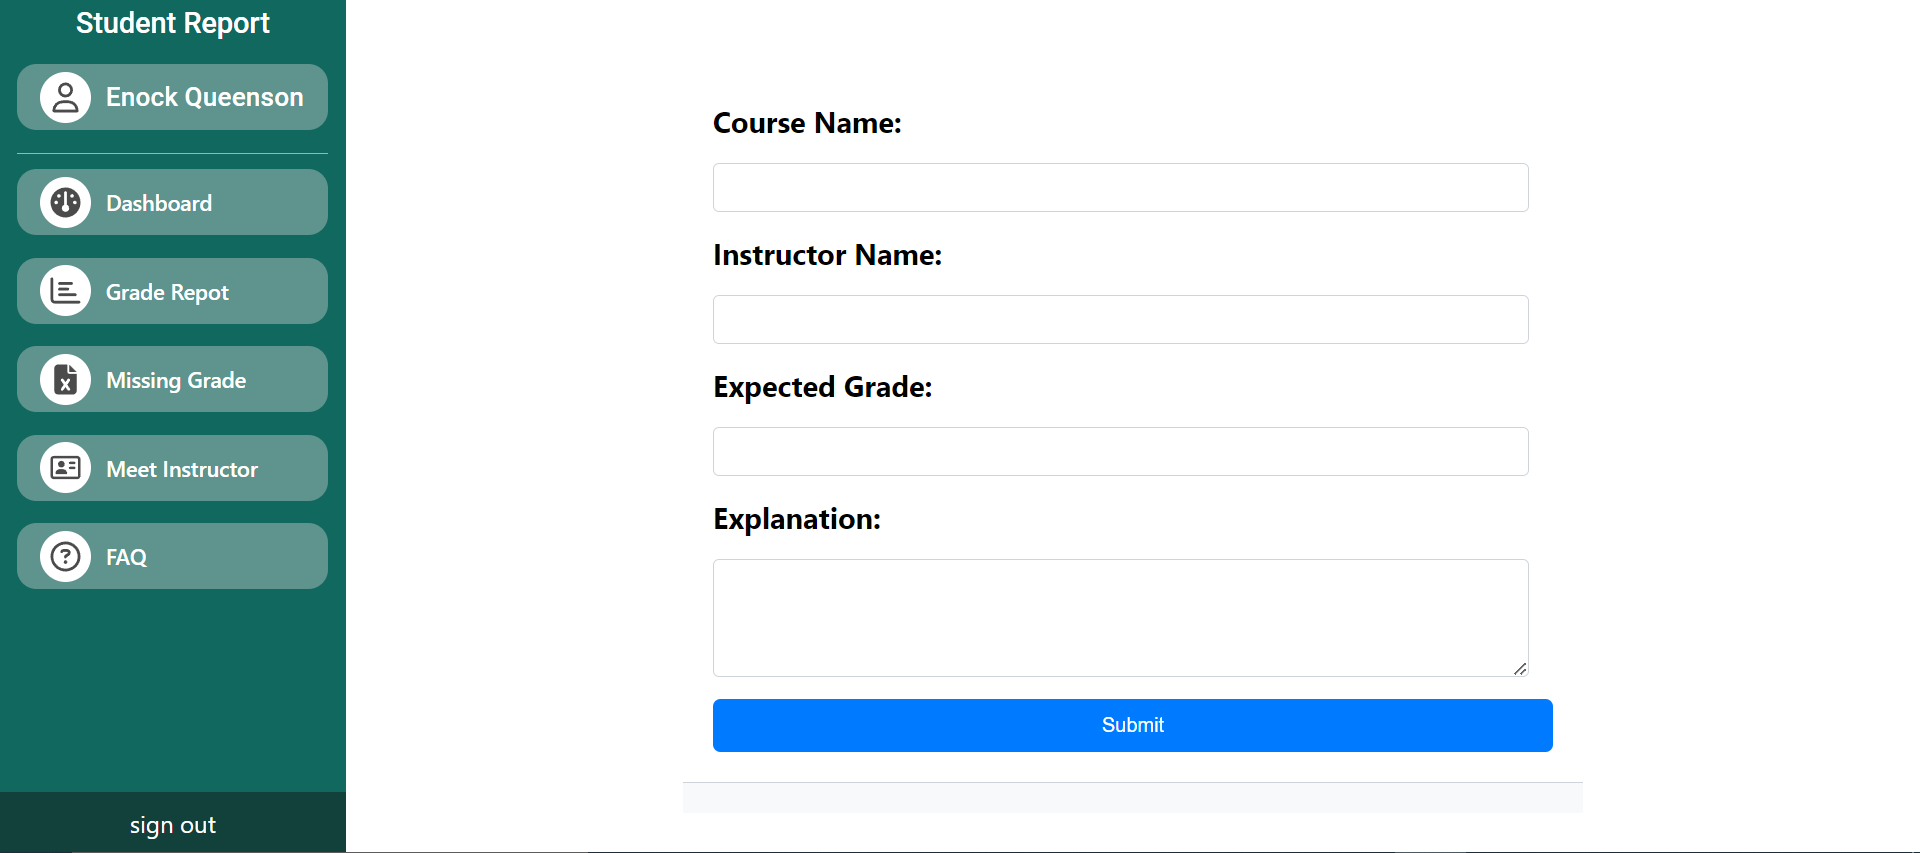 Student Report
Enock Queenson
Dashboard
Grade Repot
Missing Grade
Meet Instructor
FAQ
sign out
Course Name:
Instructor Name:
Expected Grade:
Explanation:
Submit